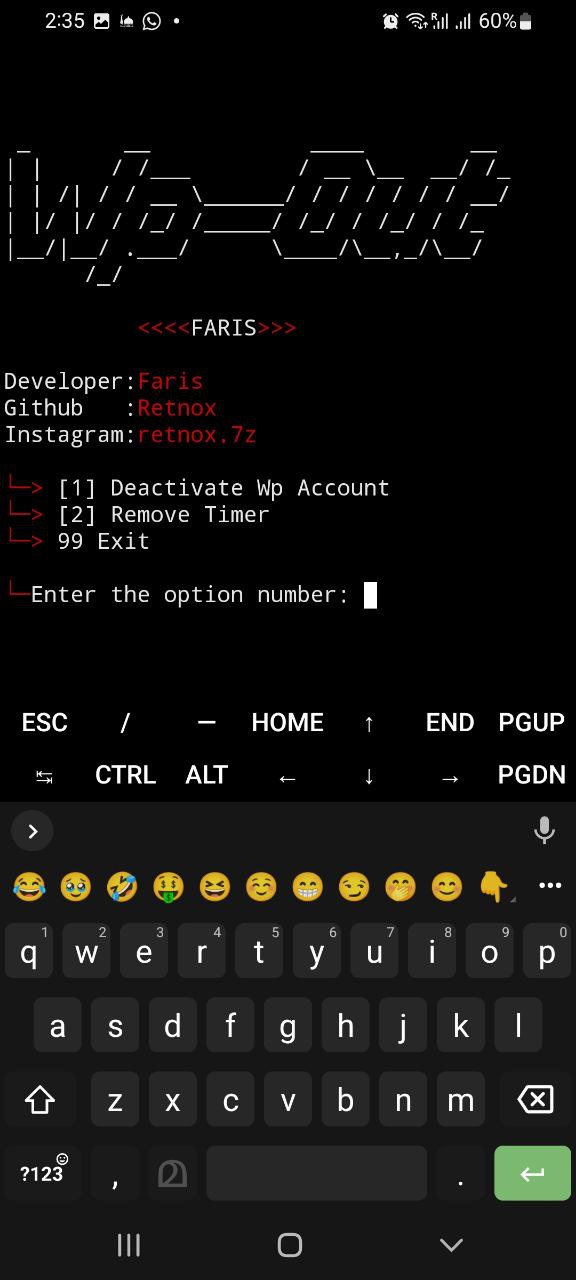 2:35
60%
Wp-Out
<<<<FARIS>>>
Developer:Faris
Github   :Retnox
Instagram:retnox.7z
└─> [1] Deactivate Wp Account
└─> [2] Remove Timer
└─> 99 Exit
└─Enter the option number:
ESC / — HOME ↑ END PGUP
↹ CTRL ALT ← ↓ → PGDN
1 2 3 4 5 6 7 8 9 0
q w e r t y u i o p
a s d f g h j k l
z x c v b n m
?123 , മ .